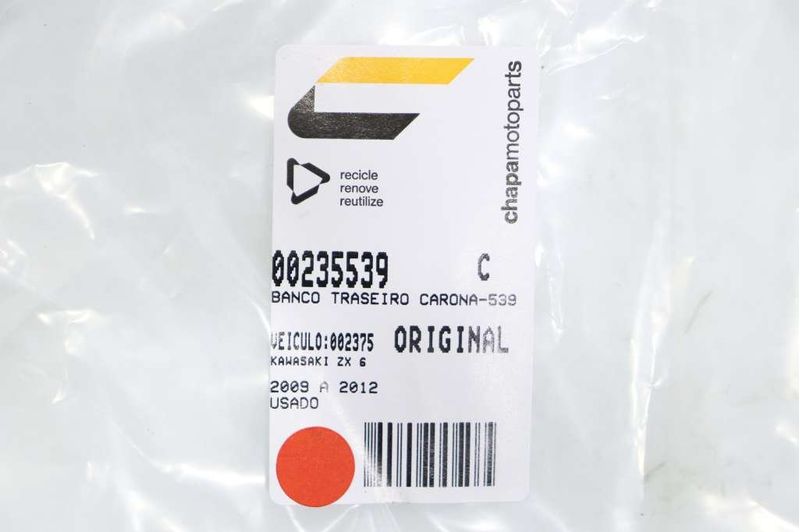 chapamotoparts
recicle
renove
reutilize
00235539 C
BANCO TRASEIRO CARONA-539
VEICULO:002375 ORIGINAL
KAWASAKI ZX 6
2009 A 2012
USADO